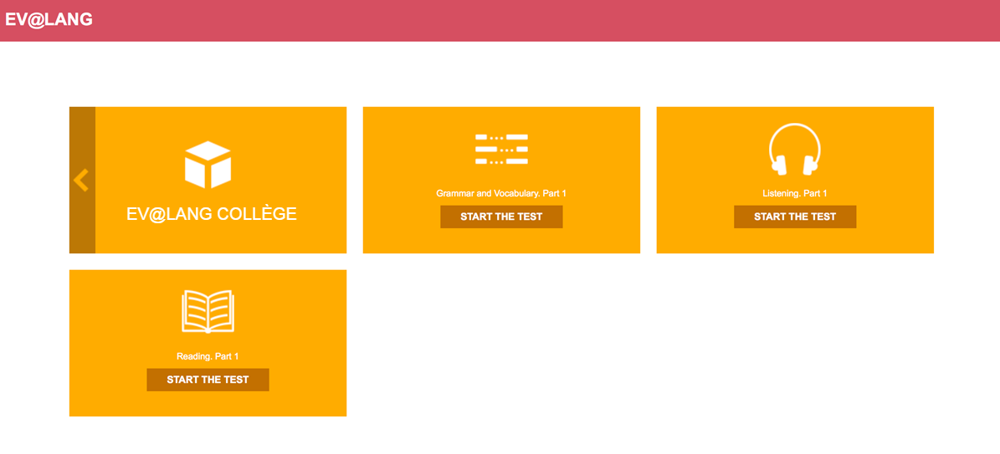 EV@LANG
EV@LANG COLLÈGE
Grammar and Vocabulary. Part 1
START THE TEST
Listening. Part 1
START THE TEST
Reading. Part 1
START THE TEST